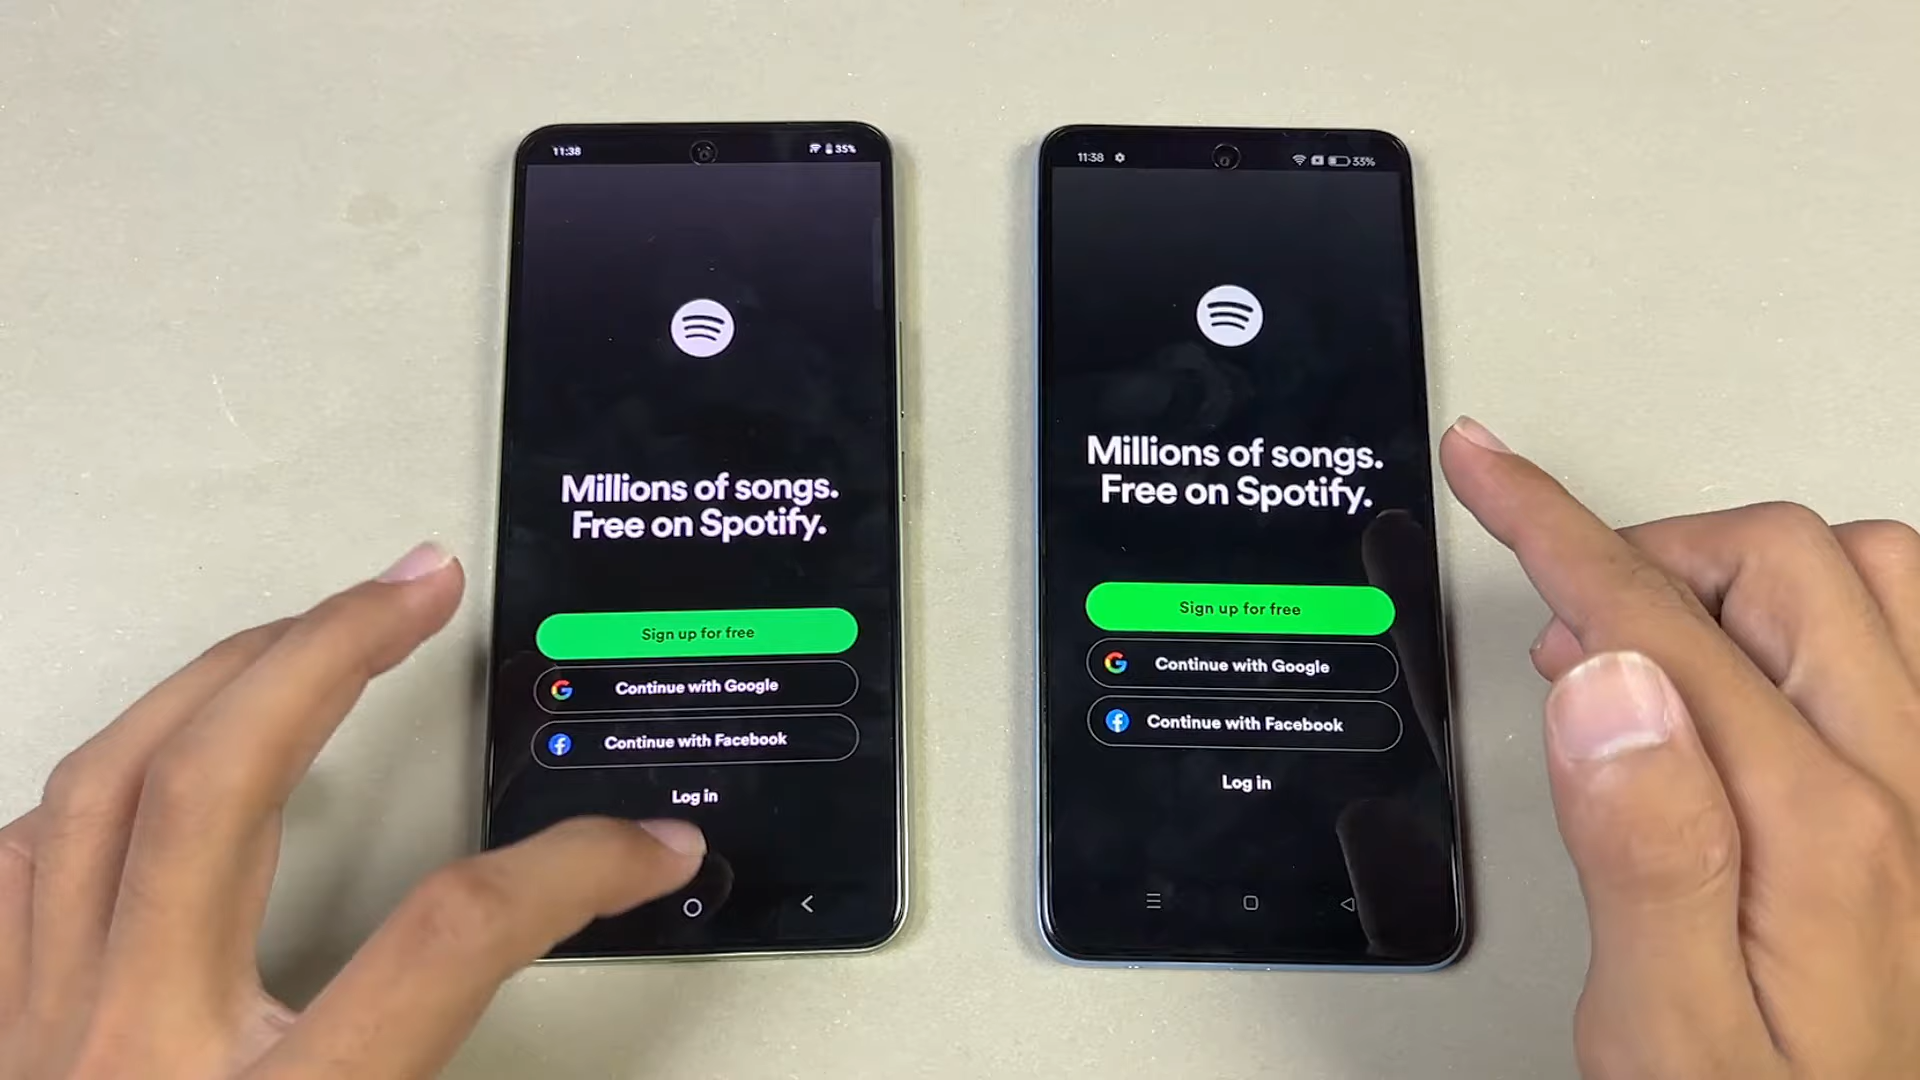 11:38
35%
Millions of songs.
Free on Spotify.
Sign up for free
Continue with Google
Continue with Facebook
Log in
11:38
33%
Millions of songs.
Free on Spotify.
Sign up for free
Continue with Google
Continue with Facebook
Log in